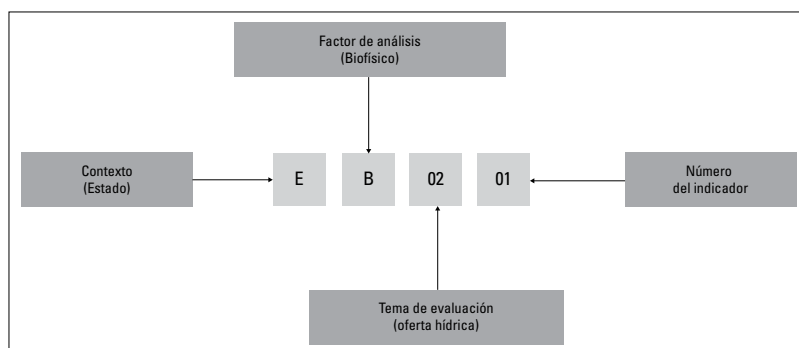 Factor de análisis
(Biofísico)
Contexto
(Estado)
E
B
02
01
Número
del indicador
Tema de evaluación
(oferta hídrica)